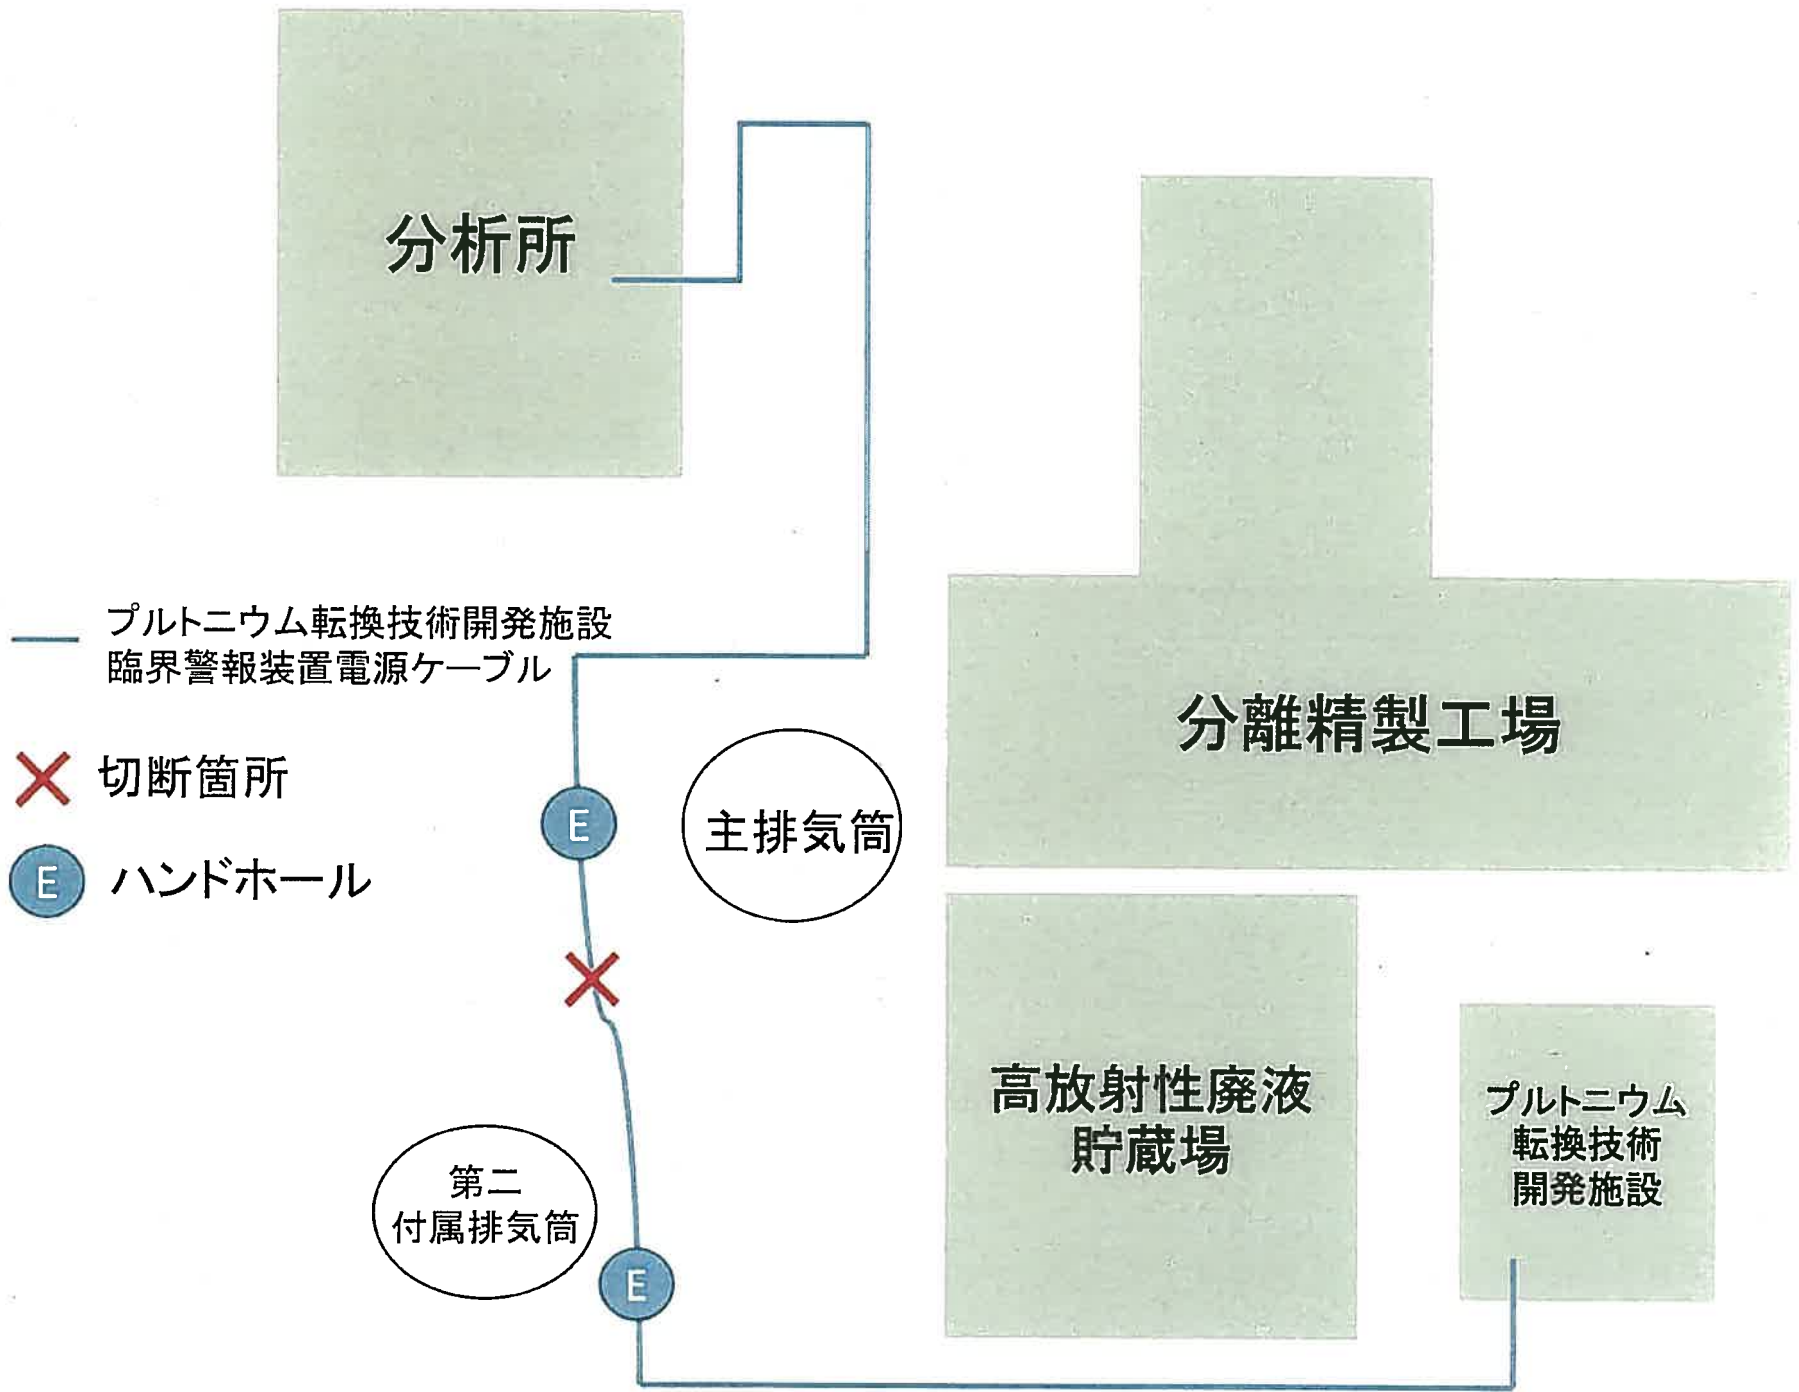 分析所
プルトニウム転換技術開発施設
臨界警報装置電源ケーブル
切断箇所
E ハンドホール
E
主排気筒
分離精製工場
高放射性廃液
貯蔵場
プルトニウム
転換技術
開発施設
第二
付属排気筒
E